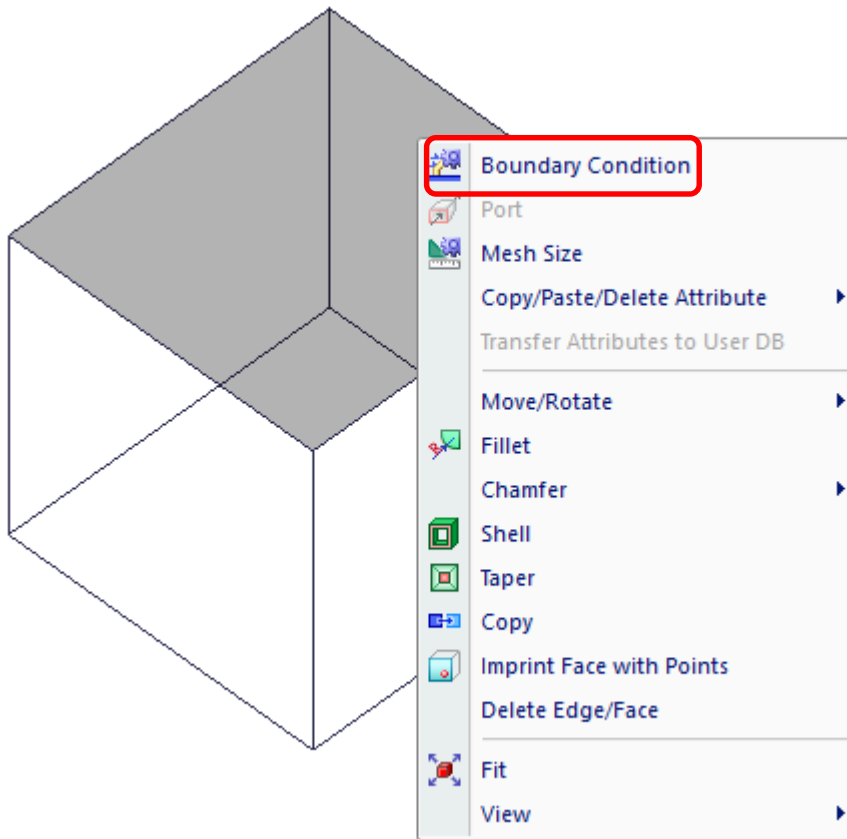 Boundary Condition
Port
Mesh Size
Copy/Paste/Delete Attribute
Transfer Attributes to User DB
Move/Rotate
Fillet
Chamfer
Shell
Taper
Copy
Imprint Face with Points
Delete Edge/Face
Fit
View